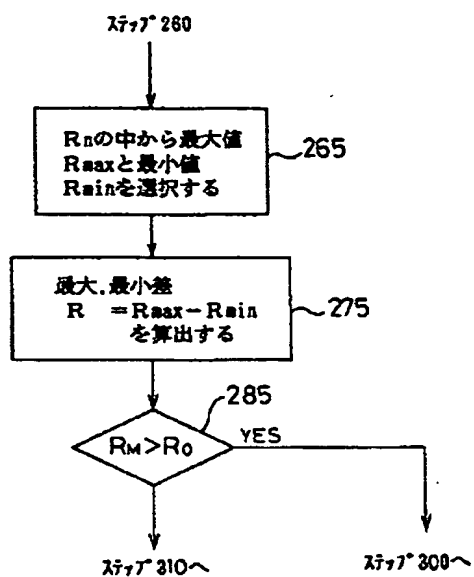 ステップ260
Rnの中から最大値
Rmaxと最小値
Rminを選択する
265
最大,最小差
R =Rmax−Rmin
を算出する
275
285
RM>R0
YES
ステップ310へ
ステップ300へ